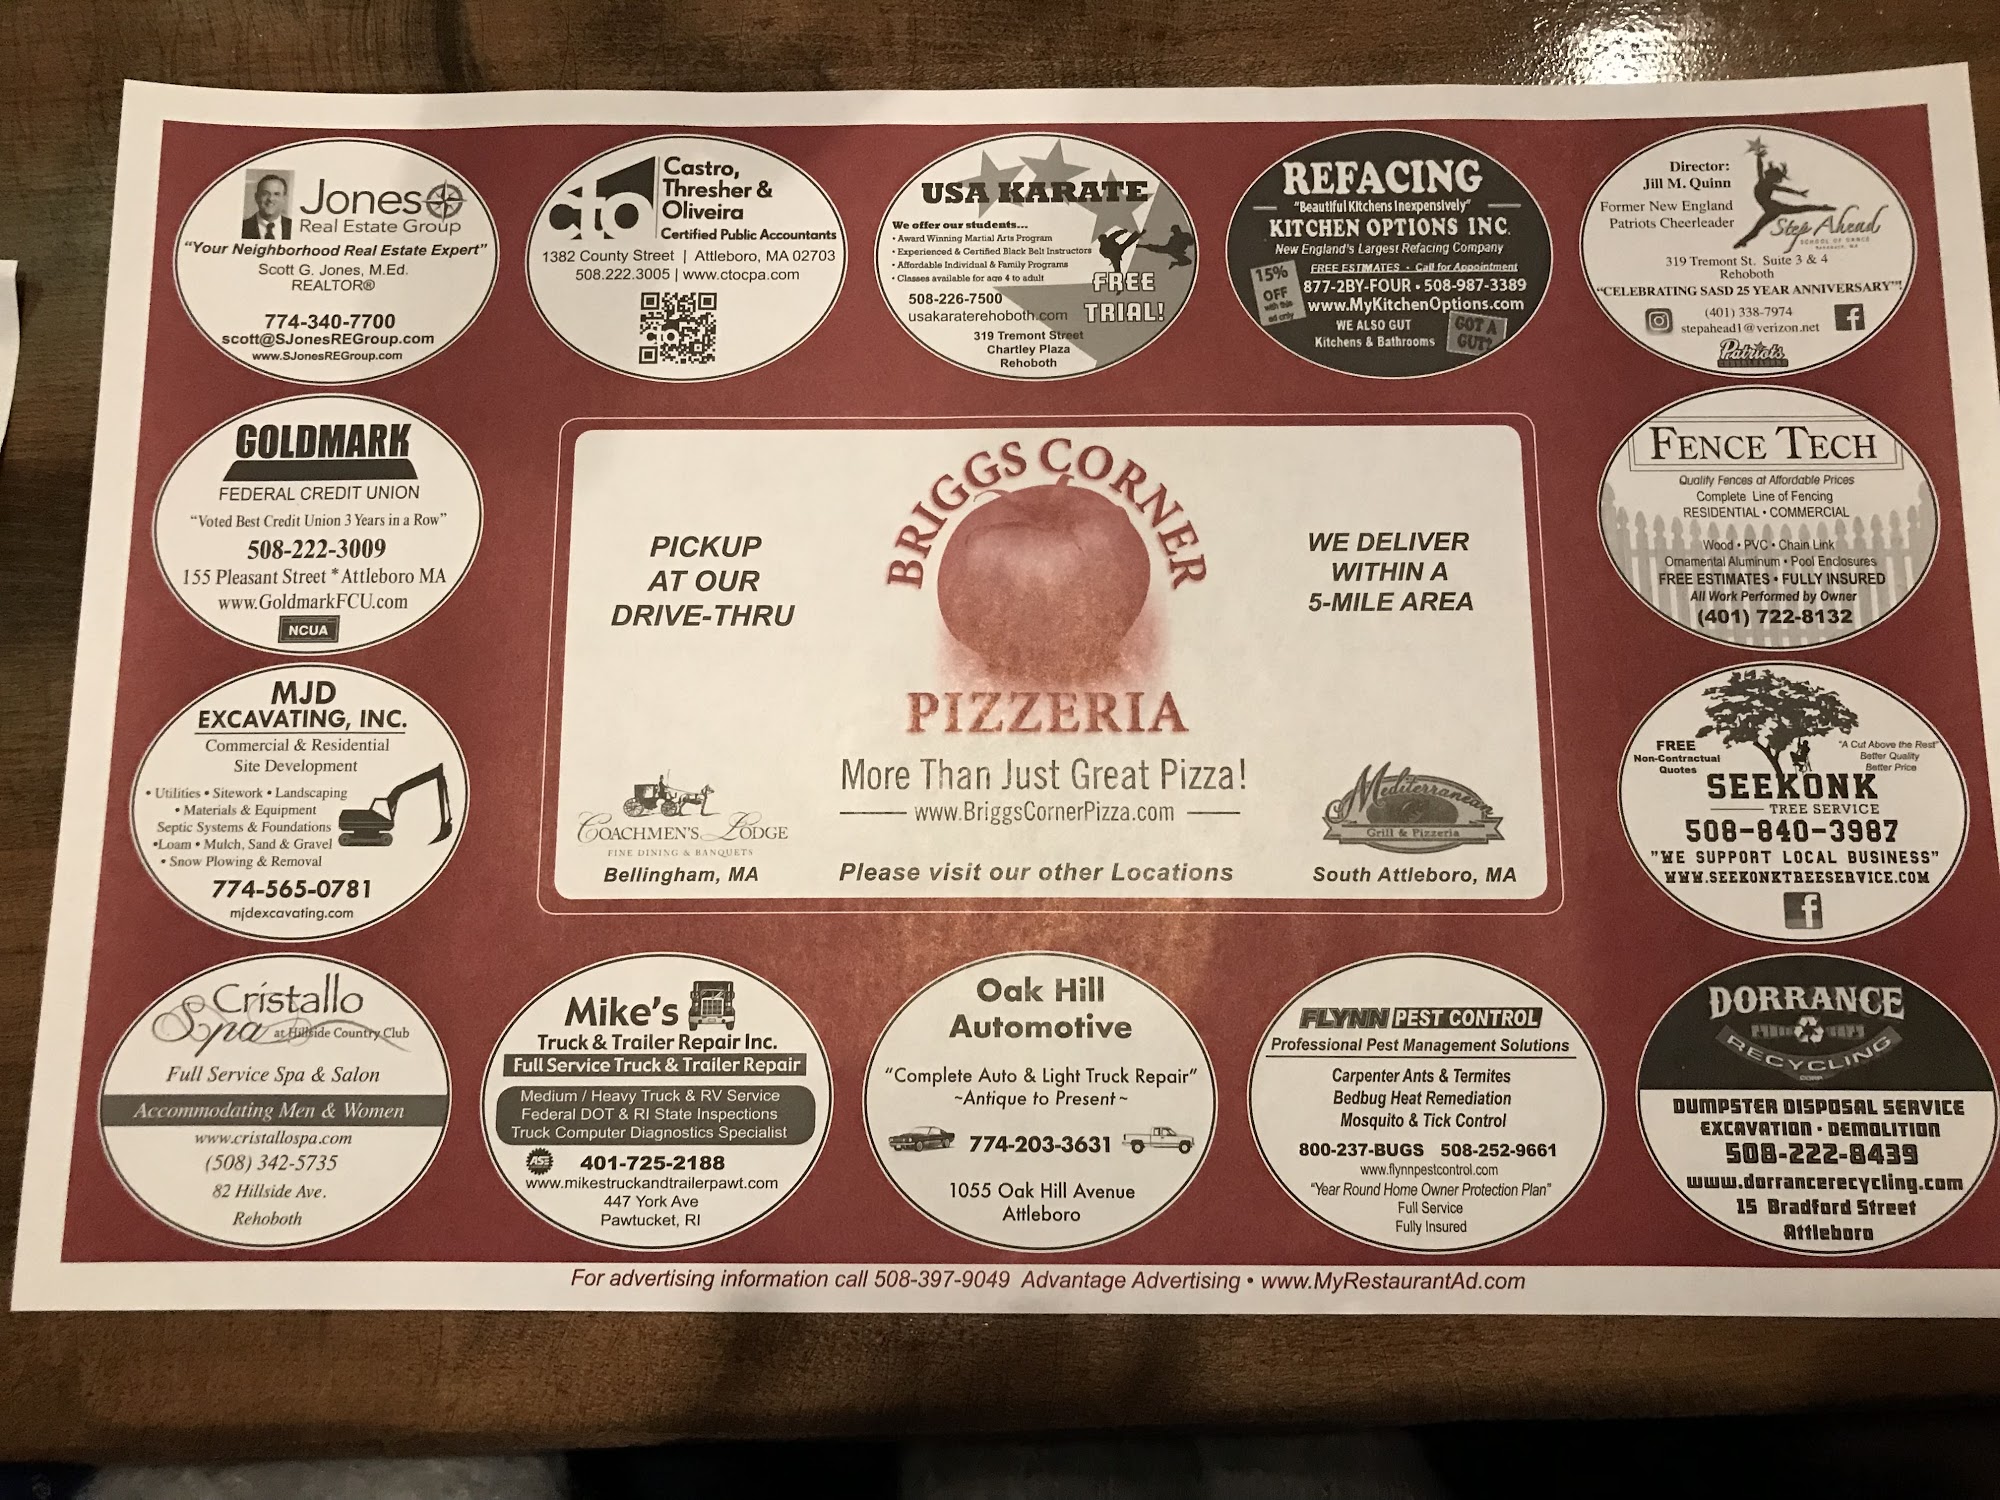 Jones
Real Estate Group
"Your Neighborhood Real Estate Expert"
Scott G. Jones, M.Ed.
REALTOR®
774-340-7700
scott@SJonesREGroup.com
www.SJonesREGroup.com
cto
Castro,
Thresher &
Oliveira
Certified Public Accountants
1382 County Street | Attleboro, MA 02703
508.222.3005 | www.ctocpa.com
cto
USA KARATE
We offer our students...
• Award Winning Martial Arts Program
• Experienced & Certified Black Belt Instructors
• Affordable Individual & Family Programs
• Classes available for age 4 to adult
FREE
TRIAL!
508-226-7500
usakaraterehoboth.com
319 Tremont Street
Chartley Plaza
Rehoboth
REFACING
"Beautiful Kitchens Inexpensively"
KITCHEN OPTIONS INC.
New England's Largest Refacing Company
15%
OFF
with this
ad only
FREE ESTIMATES - Call for Appointment
877-2BY-FOUR • 508-987-3389
www.MyKitchenOptions.com
WE ALSO GUT
Kitchens & Bathrooms
GOT A
GUT?
Director:
Jill M. Quinn
Former New England
Patriots Cheerleader
Step Ahead
SCHOOL OF DANCE
REHOBOTH, MA
319 Tremont St. Suite 3 & 4
Rehoboth
"CELEBRATING SASD 25 YEAR ANNIVERSARY"!
(401) 338-7974
stepahead1@verizon.net
Patriots
GOLDMARK
FEDERAL CREDIT UNION
"Voted Best Credit Union 3 Years in a Row"
508-222-3009
155 Pleasant Street * Attleboro MA
www.GoldmarkFCU.com
NCUA
BRIGGS CORNER
PIZZERIA
PICKUP
AT OUR
DRIVE-THRU
WE DELIVER
WITHIN A
5-MILE AREA
More Than Just Great Pizza!
www.BriggsCornerPizza.com
COACHMEN'S LODGE
FINE DINING & BANQUETS
Bellingham, MA
Please visit our other Locations
Mediterranean
Grill & Pizzeria
South Attleboro, MA
FENCE TECH
Quality Fences at Affordable Prices
Complete Line of Fencing
RESIDENTIAL • COMMERCIAL
Wood • PVC • Chain Link
Ornamental Aluminum • Pool Enclosures
FREE ESTIMATES • FULLY INSURED
All Work Performed by Owner
(401) 722-8132
MJD
EXCAVATING, INC.
Commercial & Residential
Site Development
• Utilities • Sitework • Landscaping
• Materials & Equipment
Septic Systems & Foundations
•Loam • Mulch, Sand & Gravel
• Snow Plowing & Removal
774-565-0781
mjdexcavating.com
FREE
Non-Contractual
Quotes
"A Cut Above the Rest"
Better Quality
Better Price
SEEKONK
TREE SERVICE
508-840-3987
"WE SUPPORT LOCAL BUSINESS"
WWW.SEEKONKTREESERVICE.COM
Cristallo
Spa at Hillside Country Club
Full Service Spa & Salon
Accommodating Men & Women
www.cristallospa.com
(508) 342-5735
82 Hillside Ave.
Rehoboth
Mike's
Truck & Trailer Repair Inc.
Full Service Truck & Trailer Repair
Medium / Heavy Truck & RV Service
Federal DOT & RI State Inspections
Truck Computer Diagnostics Specialist
ASE
401-725-2188
www.mikestruckandtrailerpawt.com
447 York Ave
Pawtucket, RI
Oak Hill
Automotive
"Complete Auto & Light Truck Repair"
~Antique to Present~
774-203-3631
1055 Oak Hill Avenue
Attleboro
FLYNN PEST CONTROL
Professional Pest Management Solutions
Carpenter Ants & Termites
Bedbug Heat Remediation
Mosquito & Tick Control
800-237-BUGS 508-252-9661
www.flynnpestcontrol.com
"Year Round Home Owner Protection Plan"
Full Service
Fully Insured
DORRANCE
RECYCLING
CORP.
DUMPSTER DISPOSAL SERVICE
EXCAVATION - DEMOLITION
508-222-8439
www.dorrancerecycling.com
15 Bradford Street
Attleboro
For advertising information call 508-397-9049 Advantage Advertising • www.MyRestaurantAd.com